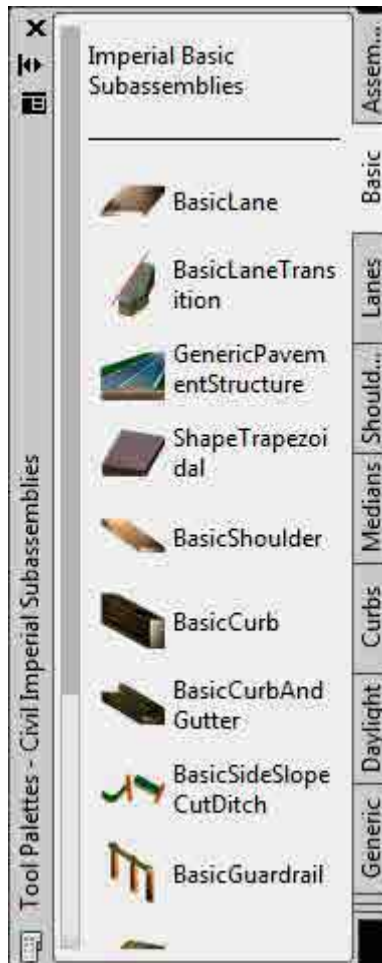 Imperial Basic
Subassemblies
BasicLane
BasicLaneTrans
ition
GenericPavem
entStructure
ShapeTrapezoi
dal
BasicShoulder
BasicCurb
BasicCurbAnd
Gutter
BasicSideSlope
CutDitch
BasicGuardrail
Tool Palettes - Civil Imperial Subassemblies
Assem...
Basic
Lanes
Should...
Medians
Curbs
Daylight
Generic